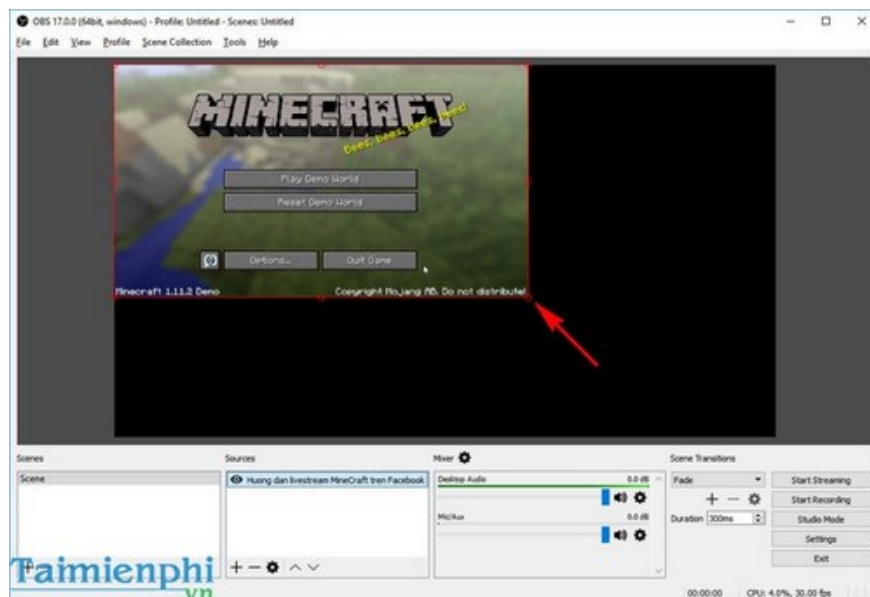 OBS 17.0.0 (64bit, windows) - Profile: Untitled - Scenes: Untitled
File Edit View Profile Scene Collection Tools Help
MINECRAFT
Bees, bees, bees, bees!
Play Demo World
Reset Demo World
Options... Quit Game
Minecraft 1.11.2 Demo Copyright Mojang AB. Do not distribute!
Scenes Sources Mixer Scene Transitions
Scene Huong dan livestream MineCraft tren Facebook Desktop Audio 0.0 dB Fade Start Streaming
Start Recording
Mic/Aux 0.0 dB Duration 300ms Studio Mode
Settings
Exit
Taimienphi
.vn
00:00:00 CPU: 4.0%, 30.00 fps